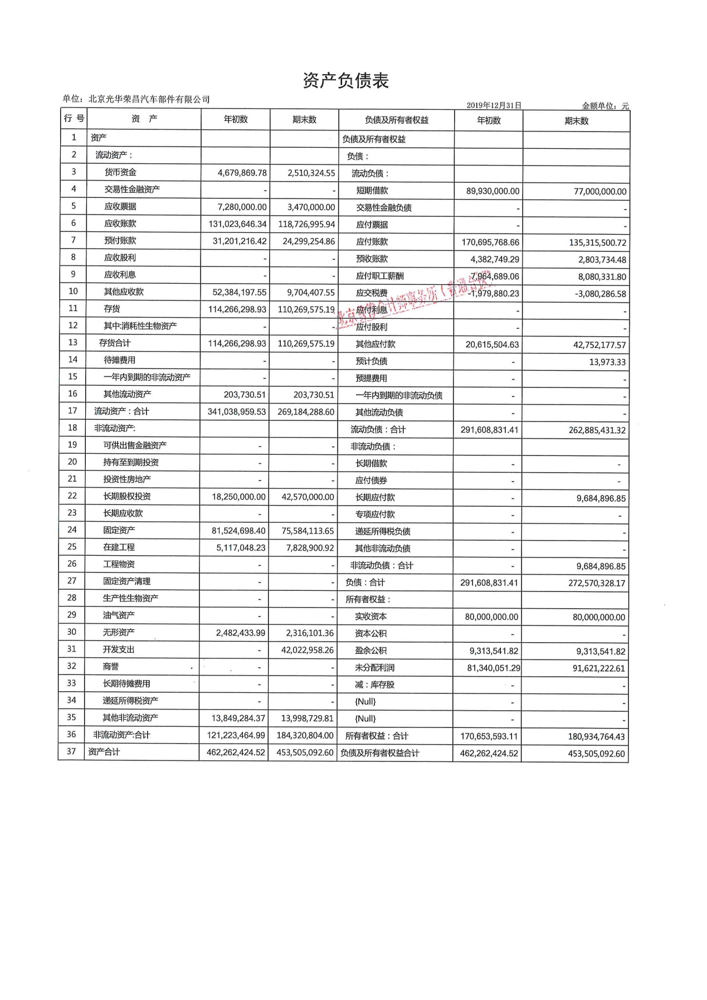 资产负债表
单位：北京光华荣昌汽车部件有限公司 2019年12月31日 金额单位：元
行号 资 产 年初数 期末数 负债及所有者权益 年初数 期末数
1 资产 负债及所有者权益
2 流动资产： 负债：
3 货币资金 4,679,869.78 2,510,324.55 流动负债：
4 交易性金融资产 - - 短期借款 89,930,000.00 77,000,000.00
5 应收票据 7,280,000.00 3,470,000.00 交易性金融负债 - -
6 应收账款 131,023,646.34 118,726,995.94 应付票据 - -
7 预付账款 31,201,216.42 24,299,254.86 应付账款 170,695,768.66 135,315,500.72
8 应收股利 - - 预收账款 4,382,749.29 2,803,734.48
9 应收利息 - - 应付职工薪酬 7,964,689.06 8,080,331.80
10 其他应收款 52,384,197.55 9,704,407.55 应交税费 -1,979,880.23 -3,080,286.58
11 存货 114,266,298.93 110,269,575.19 应付利息 - -
12 其中:消耗性生物资产 - - 应付股利 - -
13 存货合计 114,266,298.93 110,269,575.19 其他应付款 20,615,504.63 42,752,177.57
14 待摊费用 - - 预计负债 - 13,973.33
15 一年内到期的非流动资产 - - 预提费用 - -
16 其他流动资产 203,730.51 203,730.51 一年内到期的非流动负债 - -
17 流动资产：合计 341,038,959.53 269,184,288.60 其他流动负债 - -
18 非流动资产: 流动负债：合计 291,608,831.41 262,885,431.32
19 可供出售金融资产 - - 非流动负债：
20 持有至到期投资 - - 长期借款 - -
21 投资性房地产 - - 应付债券 - -
22 长期股权投资 18,250,000.00 42,570,000.00 长期应付款 - 9,684,896.85
23 长期应收款 - - 专项应付款 - -
24 固定资产 81,524,698.40 75,584,113.65 递延所得税负债 - -
25 在建工程 5,117,048.23 7,828,900.92 其他非流动负债 - -
26 工程物资 - - 非流动负债：合计 - 9,684,896.85
27 固定资产清理 - - 负债：合计 291,608,831.41 272,570,328.17
28 生产性生物资产 - - 所有者权益：
29 油气资产 - - 实收资本 80,000,000.00 80,000,000.00
30 无形资产 2,482,433.99 2,316,101.36 资本公积 - -
31 开发支出 - 42,022,958.26 盈余公积 9,313,541.82 9,313,541.82
32 商誉 - - 未分配利润 81,340,051.29 91,621,222.61
33 长期待摊费用 - - 减：库存股 - -
34 递延所得税资产 - - {Null} - -
35 其他非流动资产 13,849,284.37 13,998,729.81 {Null} - -
36 非流动资产:合计 121,223,464.99 184,320,804.00 所有者权益：合计 170,653,593.11 180,934,764.43
37 资产合计 462,262,424.52 453,505,092.60 负债及所有者权益合计 462,262,424.52 453,505,092.60